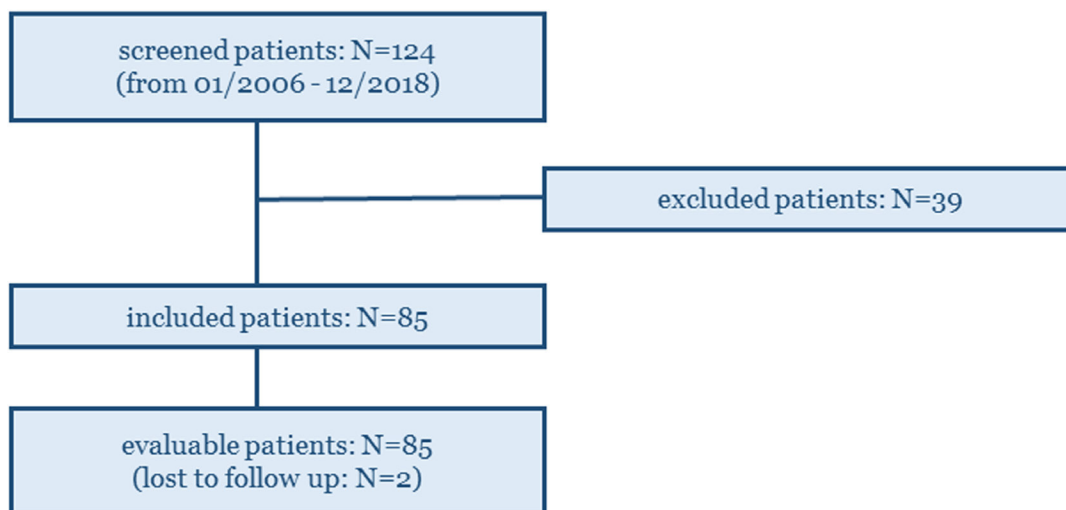 screened patients: N=124
(from 01/2006 - 12/2018)
excluded patients: N=39
included patients: N=85
evaluable patients: N=85
(lost to follow up: N=2)